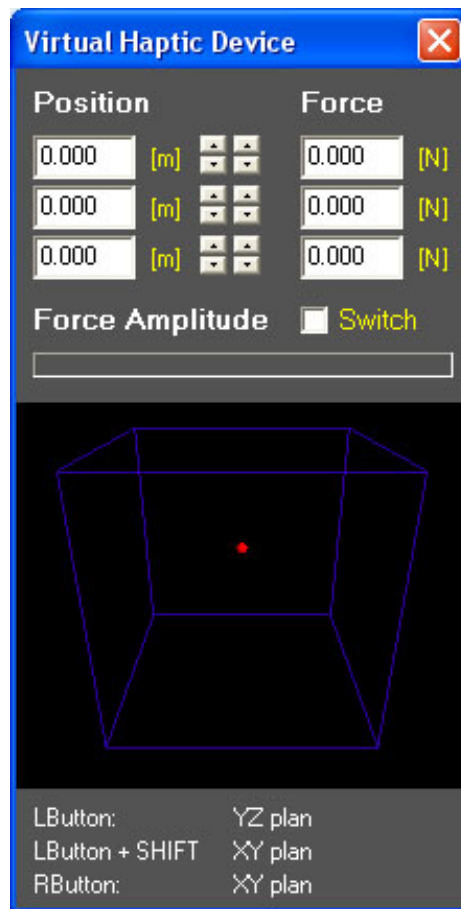 Virtual Haptic Device
Position Force
0.000 [m] 0.000 [N]
0.000 [m] 0.000 [N]
0.000 [m] 0.000 [N]
Force Amplitude Switch
LButton: YZ plan
LButton + SHIFT XY plan
RButton: XY plan